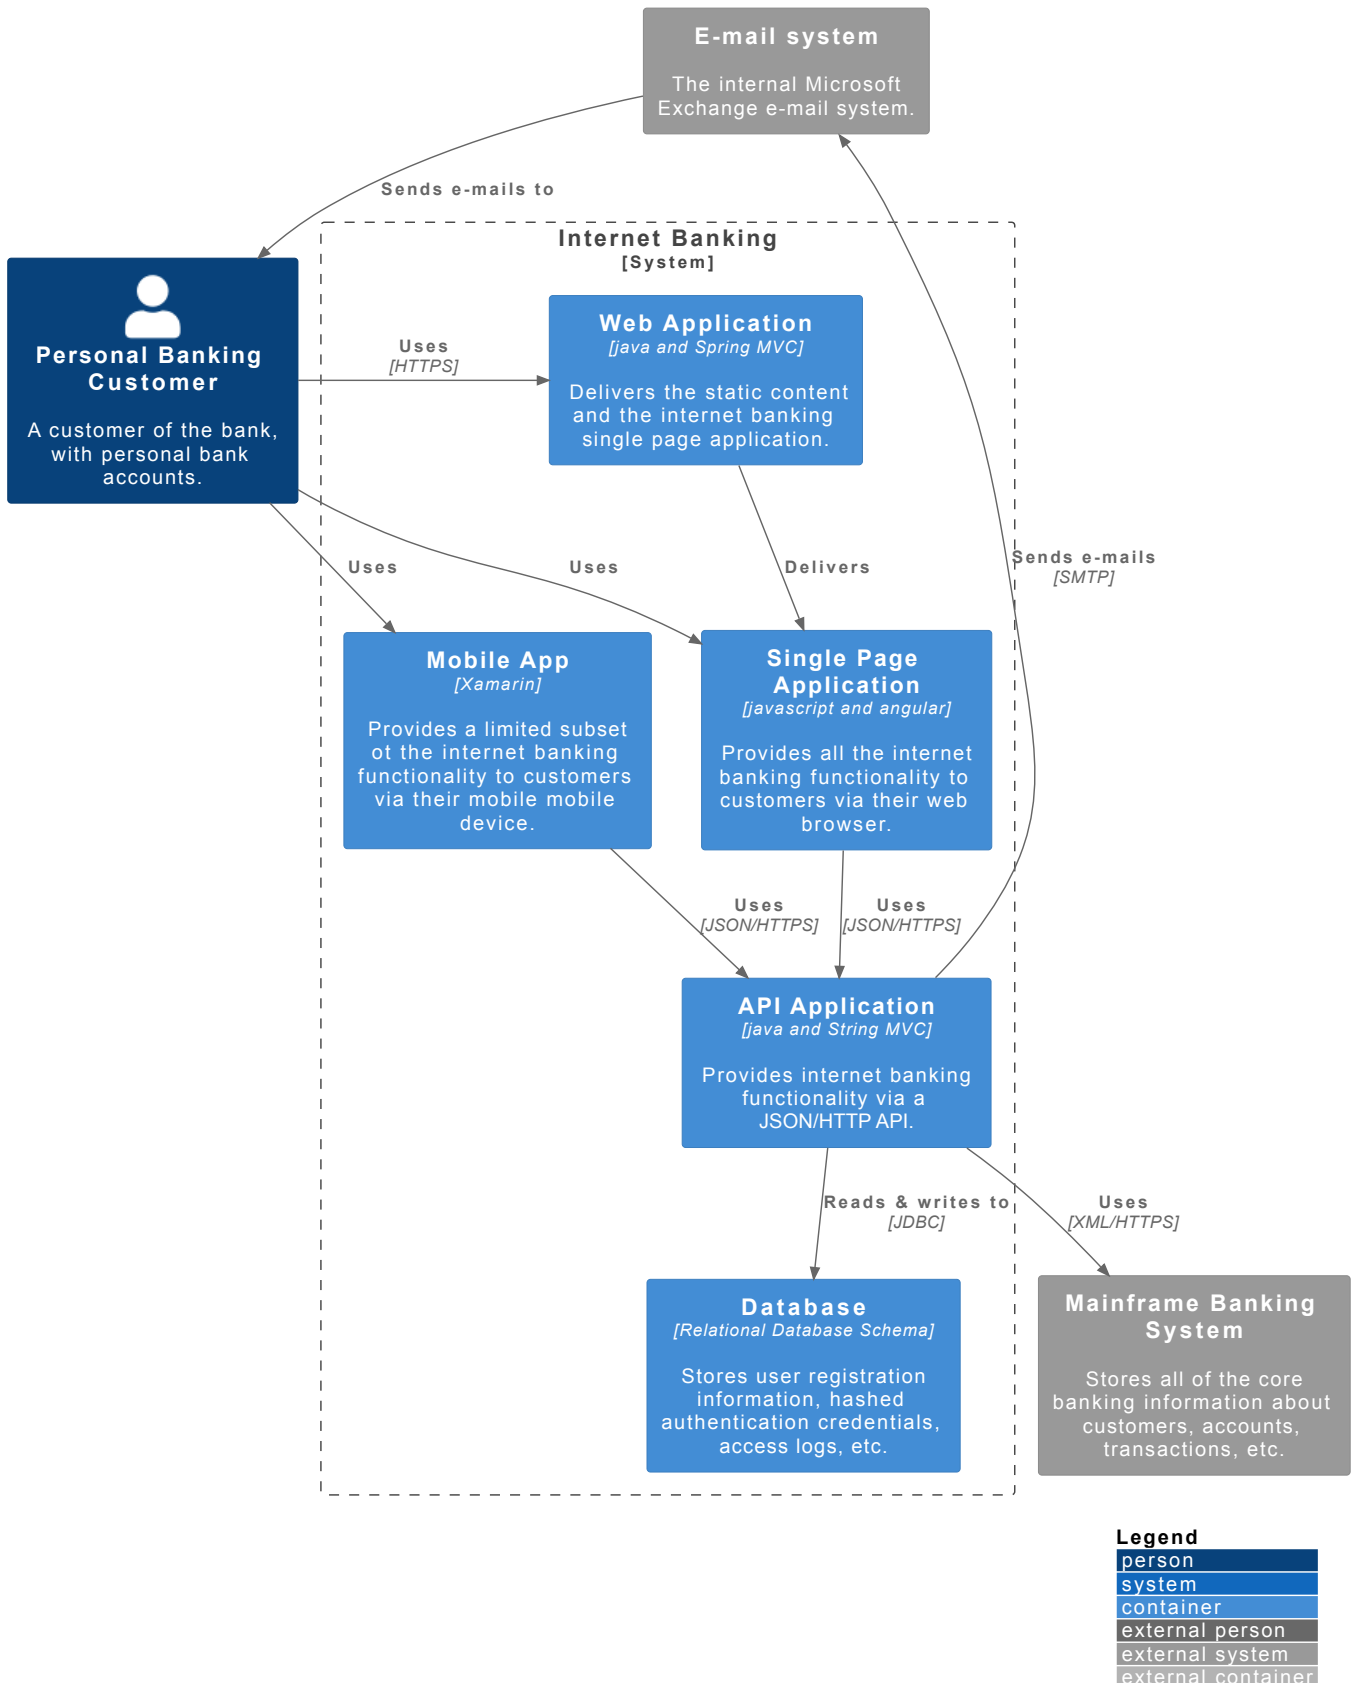 E-mail system
The internal Microsoft
Exchange e-mail system.
Sends e-mails to
Internet Banking
[System]
Personal Banking
Customer
A customer of the bank,
with personal bank
accounts.
Uses
[HTTPS]
Web Application
[java and Spring MVC]
Delivers the static content
and the internet banking
single page application.
Uses
Uses
Delivers
Sends e-mails
[SMTP]
Mobile App
[Xamarin]
Provides a limited subset
ot the internet banking
functionality to customers
via their mobile mobile
device.
Single Page
Application
[javascript and angular]
Provides all the internet
banking functionality to
customers via their web
browser.
Uses
[JSON/HTTPS]
Uses
[JSON/HTTPS]
API Application
[java and String MVC]
Provides internet banking
functionality via a
JSON/HTTP API.
Reads & writes to
[JDBC]
Uses
[XML/HTTPS]
Database
[Relational Database Schema]
Stores user registration
information, hashed
authentication credentials,
access logs, etc.
Mainframe Banking
System
Stores all of the core
banking information about
customers, accounts,
transactions, etc.
Legend
person
system
container
external person
external system
external container